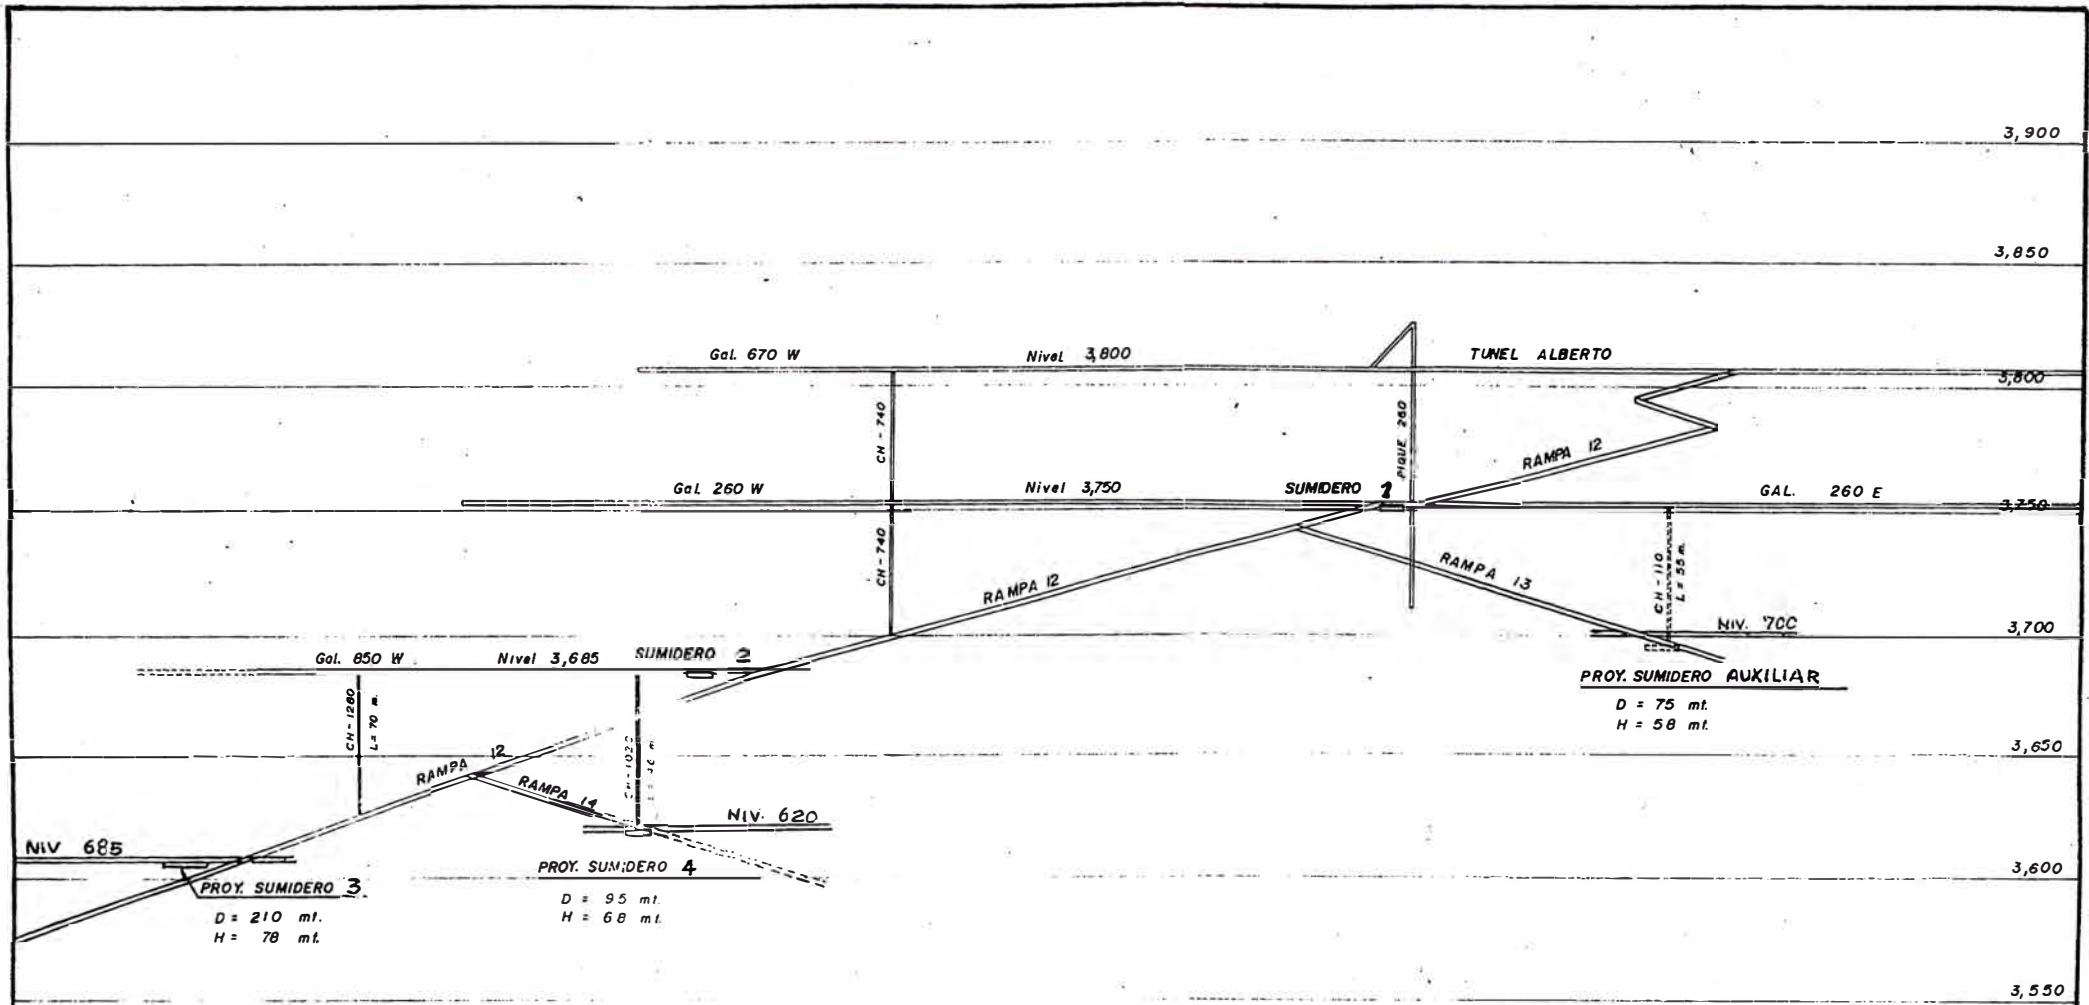 3,900
3,850
Gal. 670 W
Nivel 3,800
TUNEL ALBERTO
3,800
CH - 740
PIQUE 260
RAMPA 12
Gal. 260 W
Nivel 3,750
SUMIDERO 1
GAL. 260 E
3,750
CH - 740
RAMPA 12
RAMPA 13
CH - 110
L = 55 m.
NIV. 700
3,700
Gal. 850 W
Nivel 3,685
SUMIDERO 2
PROY. SUMIDERO AUXILIAR
D = 75 mt.
H = 58 mt.
CH - 1280
L = 70 m.
3,650
RAMPA 12
RAMPA 14
NIV. 620
NIV 685
PROY. SUMIDERO 3
D = 210 mt.
H = 78 mt.
PROY. SUMIDERO 4
D = 95 mt.
H = 68 mt.
3,600
3,550